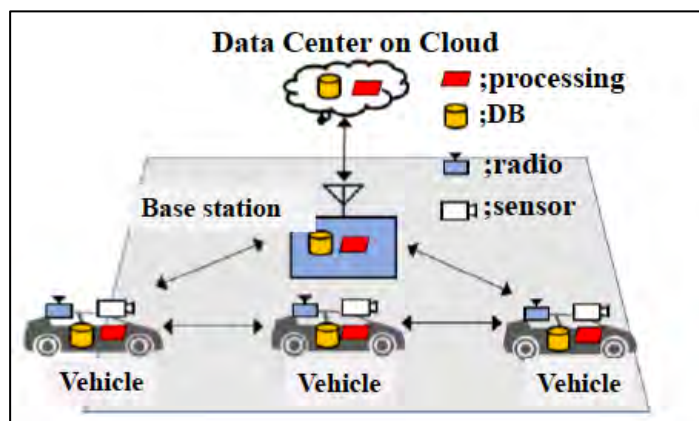 Data Center on Cloud
;processing
;DB
;radio
;sensor
Base station
Vehicle
Vehicle
Vehicle